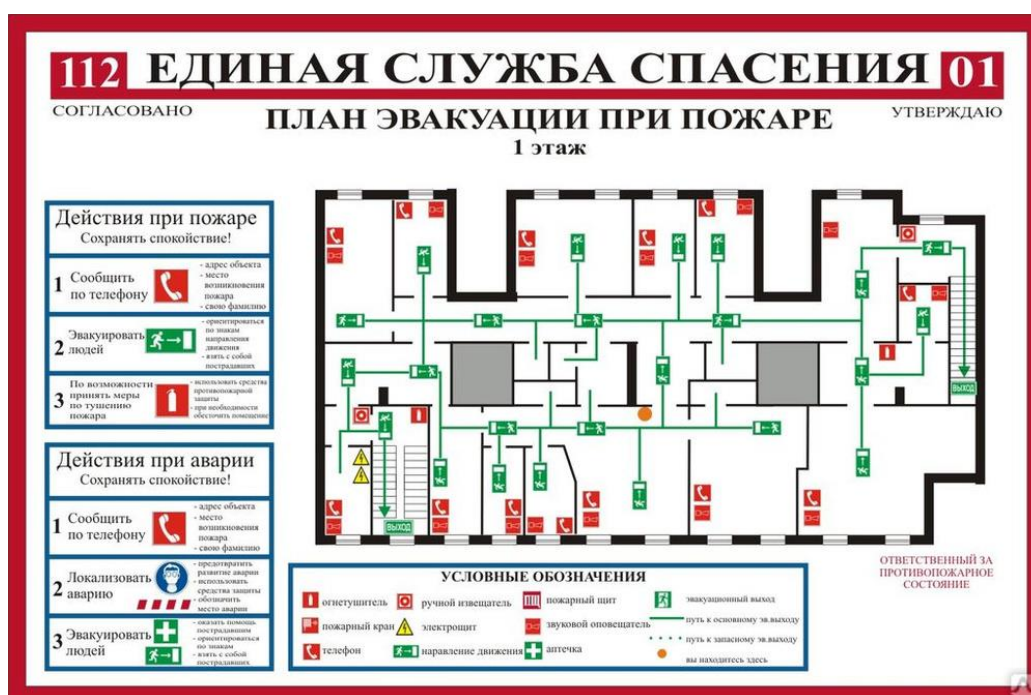 112 ЕДИНАЯ СЛУЖБА СПАСЕНИЯ 01
СОГЛАСОВАНО
УТВЕРЖДАЮ
ПЛАН ЭВАКУАЦИИ ПРИ ПОЖАРЕ
1 этаж
Действия при пожаре
Сохранять спокойствие!
1 Сообщить
по телефону
- адрес объекта
- место
возникновения
пожара
- свою фамилию
2 Эвакуировать
людей
- ориентироваться
по знакам
направления
движения
- взять с собой
пострадавших
3 По возможности
принять меры
по тушению
пожара
- использовать средства
противопожарной
защиты
- при необходимости
обесточить помещение
Действия при аварии
Сохранять спокойствие!
1 Сообщить
по телефону
- адрес объекта
- место
возникновения
пожара
- свою фамилию
2 Локализовать
аварию
- предотвратить
развитие аварии
- использовать
средства защиты
- обозначить
место аварии
3 Эвакуировать
людей
- оказать помощь
пострадавшим
- ориентироваться
по знакам
- взять с собой
пострадавших
ВЫХОД
ВЫХОД
ОТВЕТСТВЕННЫЙ ЗА
ПРОТИВОПОЖАРНОЕ
СОСТОЯНИЕ
УСЛОВНЫЕ ОБОЗНАЧЕНИЯ
огнетушитель
ручной извещатель
пожарный щит
эвакуационный выход
пожарный кран
электрощит
звуковой оповещатель
путь к основному эв.выходу
телефон
наравление движения
аптечка
путь к запасному эв.выходу
вы находитесь здесь